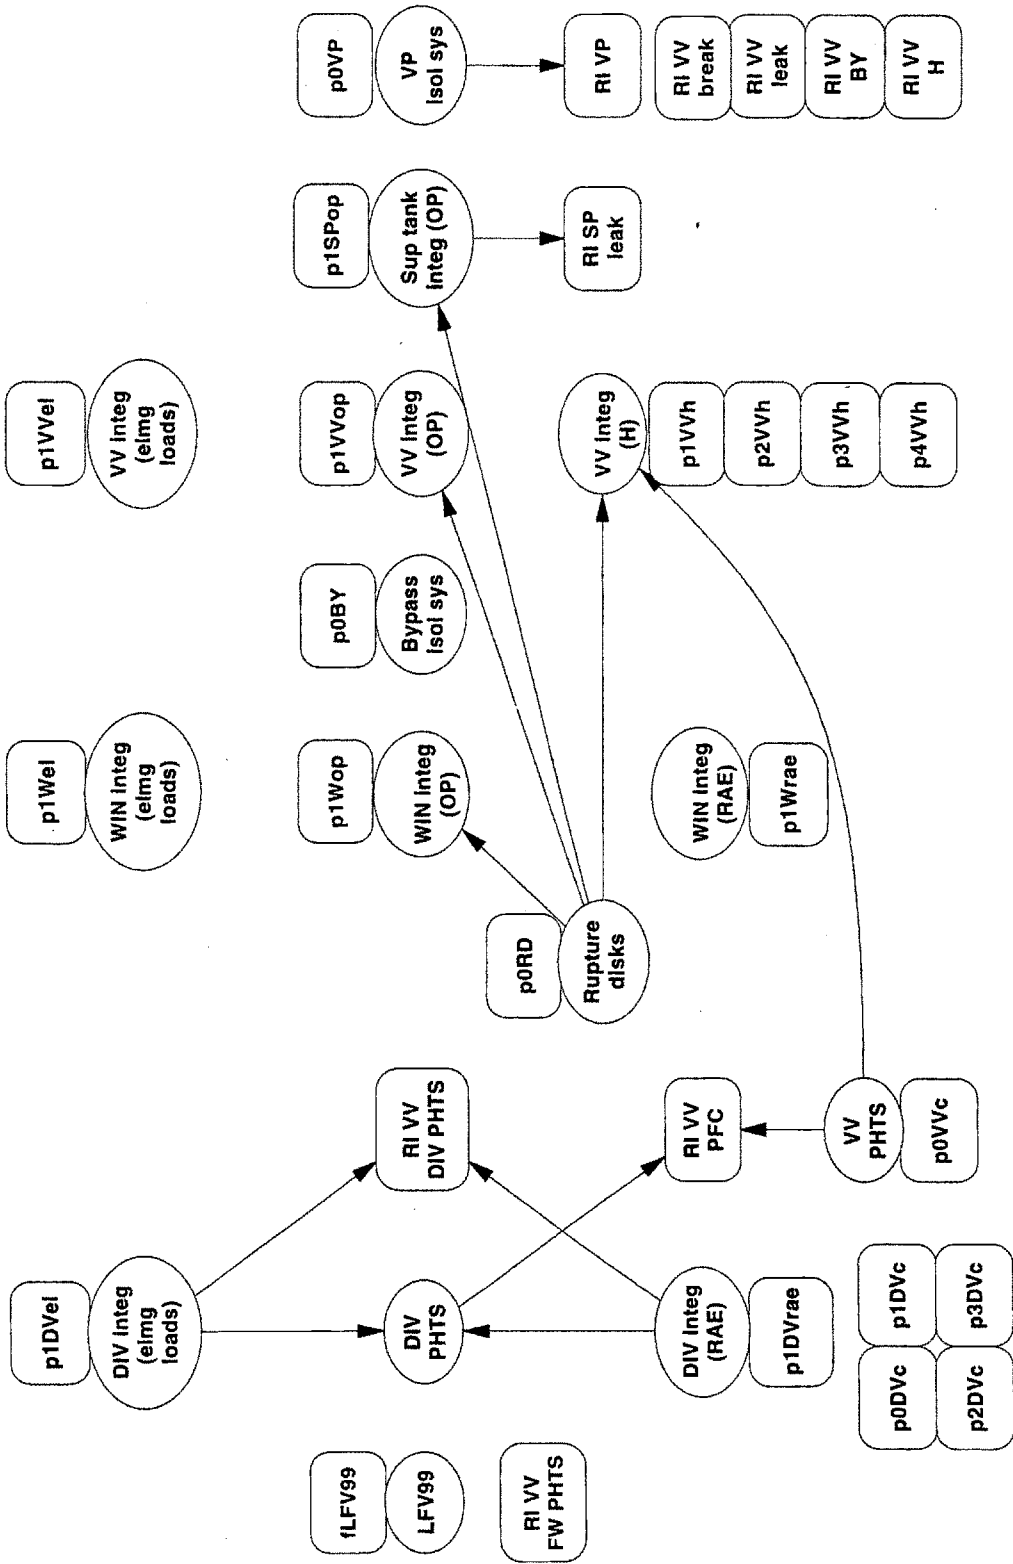 p1DVel
DIV Integ
(elmg
loads)
p1Wel
WIN Integ
(elmg
loads)
p1VVel
VV Integ
(elmg
loads)
fLFV99
LFV99
RI VV
FW PHTS
DIV
PHTS
RI VV
DIV PHTS
p1Wop
WIN Integ
(OP)
p0BY
Bypass
Isol sys
p1VVop
VV Integ
(OP)
p1SPop
Sup tank
Integ (OP)
p0VP
VP
Isol sys
p0RD
Rupture
disks
VV Integ
(H)
p1VVh
p2VVh
p3VVh
p4VVh
RI SP
leak
RI VP
RI VV
break
RI VV
leak
RI VV
BY
RI VV
H
DIV Integ
(RAE)
p1DVrae
RI VV
PFC
WIN Integ
(RAE)
p1Wrae
VV
PHTS
p0VVc
p0DVc
p1DVc
p2DVc
p3DVc